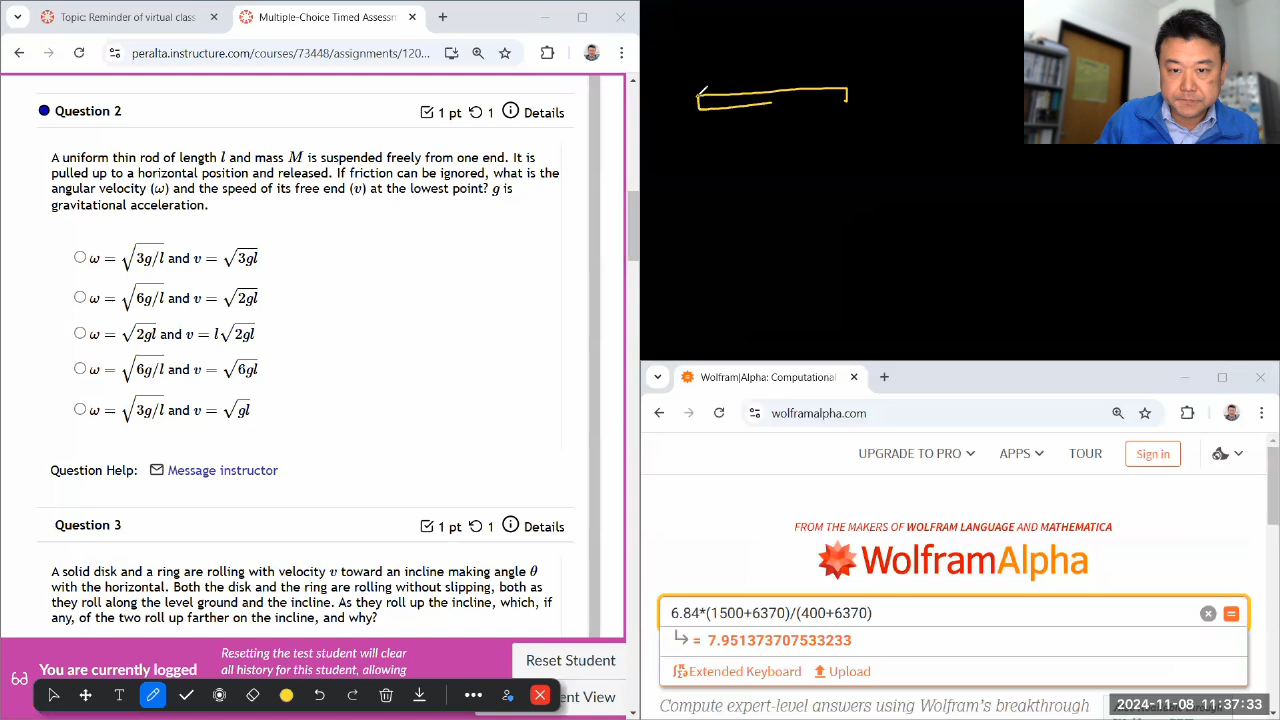 Topic: Reminder of virtual class
Multiple-Choice Timed Assessm
peralta.instructure.com/courses/73448/assignments/120...
Question 2
1 pt 1 Details
A uniform thin rod of length l and mass M is suspended freely from one end. It is
pulled up to a horizontal position and released. If friction can be ignored, what is the
angular velocity (ω) and the speed of its free end (v) at the lowest point? g is
gravitational acceleration.
ω = √3g/l and v = √3gl
ω = √6g/l and v = √2gl
ω = √2gl and v = l√2gl
ω = √6g/l and v = √6gl
ω = √3g/l and v = √gl
Question Help: Message instructor
Question 3
1 pt 1 Details
A solid disk and a ring are rolling with velocity v toward an incline making angle θ
with the horizontal. Both the disk and the ring are rolling without slipping, both as
they roll along the level ground and the incline. As they roll up the incline, which, if
any, of the two roll up farther on the incline, and why?
You are currently logged
Resetting the test student will clear
all history for this student, allowing
Reset Student
ent View
Wolfram|Alpha: Computational
wolframalpha.com
UPGRADE TO PRO APPS TOUR Sign in
FROM THE MAKERS OF WOLFRAM LANGUAGE AND MATHEMATICA
WolframAlpha
6.84*(1500+6370)/(400+6370)
= 7.951373707533233
Extended Keyboard Upload
Compute expert-level answers using Wolfram's breakthrough
2024-11-08 11:37:33